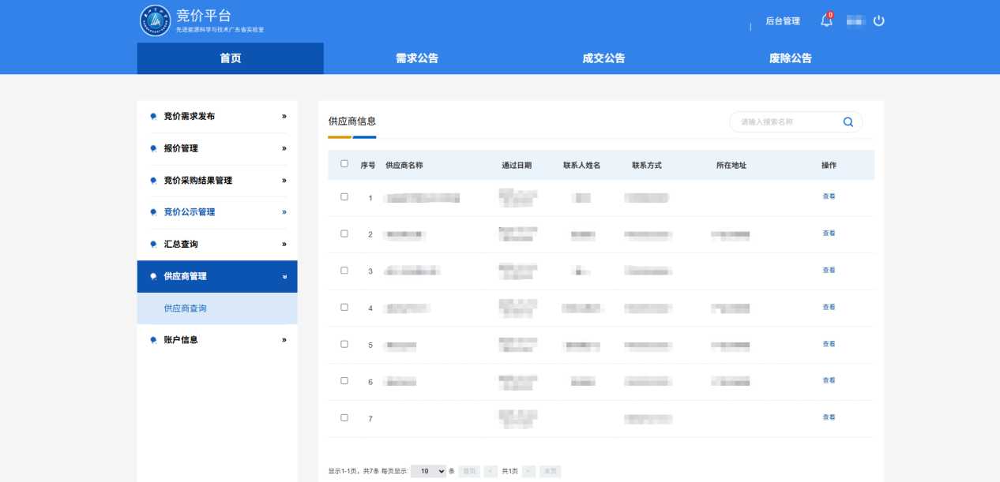 竞价平台
先进能源科学与技术广东省实验室
后台管理
0
首页 需求公告 成交公告 废除公告
竞价需求发布 »
报价管理 »
竞价采购结果管理 »
竞价公示管理 »
汇总查询 »
供应商管理
供应商查询
账户信息 »
供应商信息
请输入搜索名称
序号 供应商名称 通过日期 联系人姓名 联系方式 所在地址 操作
1 查看
2 查看
3 查看
4 查看
5 查看
6 查看
7 查看
显示1-1页，共7条 每页显示: 10 条 首页 < 共1页 > 末页